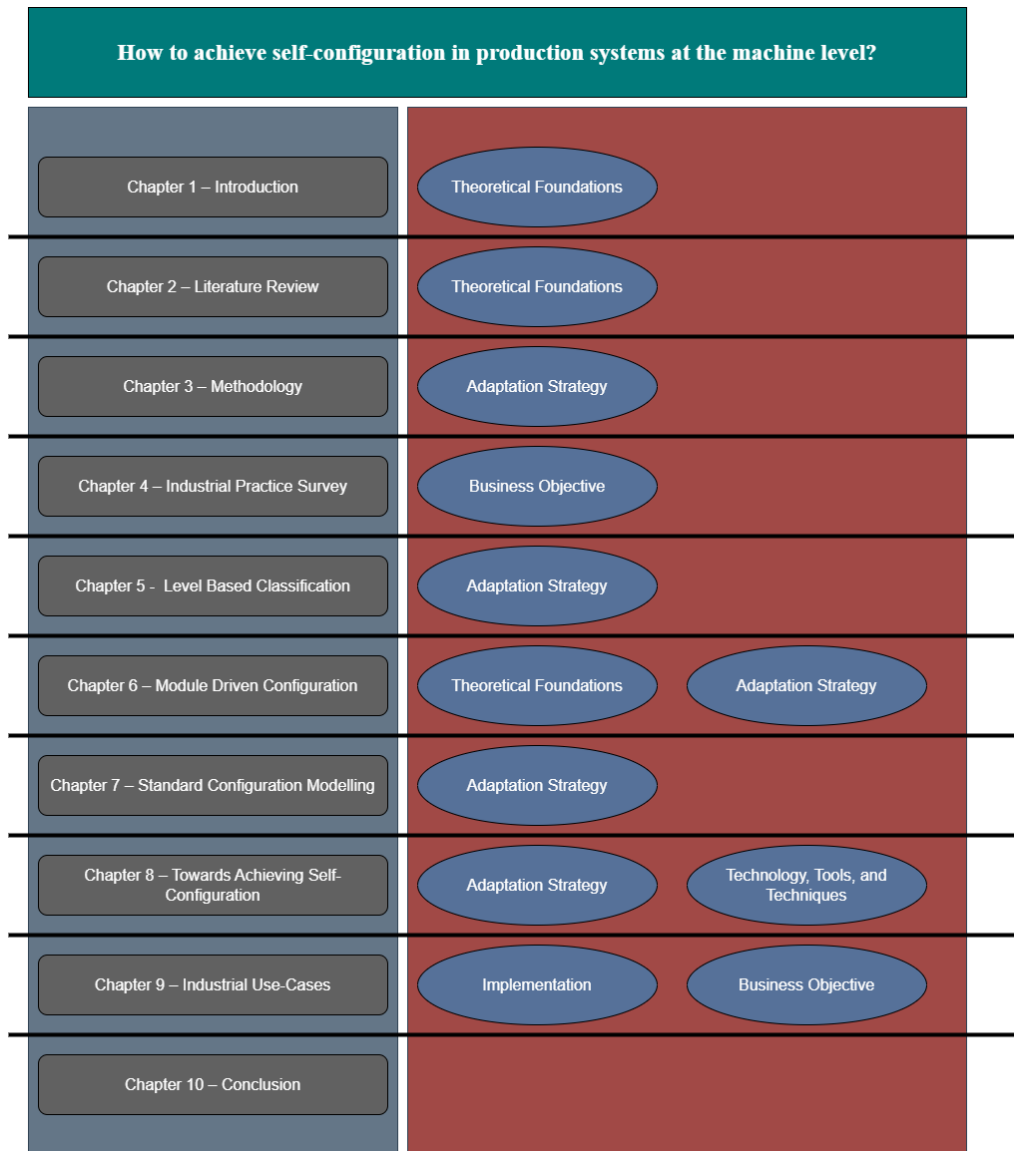 How to achieve self-configuration in production systems at the machine level?
Chapter 1 – Introduction
Theoretical Foundations
Chapter 2 – Literature Review
Theoretical Foundations
Chapter 3 – Methodology
Adaptation Strategy
Chapter 4 – Industrial Practice Survey
Business Objective
Chapter 5 -  Level Based Classification
Adaptation Strategy
Chapter 6 – Module Driven Configuration
Theoretical Foundations
Adaptation Strategy
Chapter 7 – Standard Configuration Modelling
Adaptation Strategy
Chapter 8 – Towards Achieving Self-
Configuration
Adaptation Strategy
Technology, Tools, and
Techniques
Chapter 9 – Industrial Use-Cases
Implementation
Business Objective
Chapter 10 – Conclusion